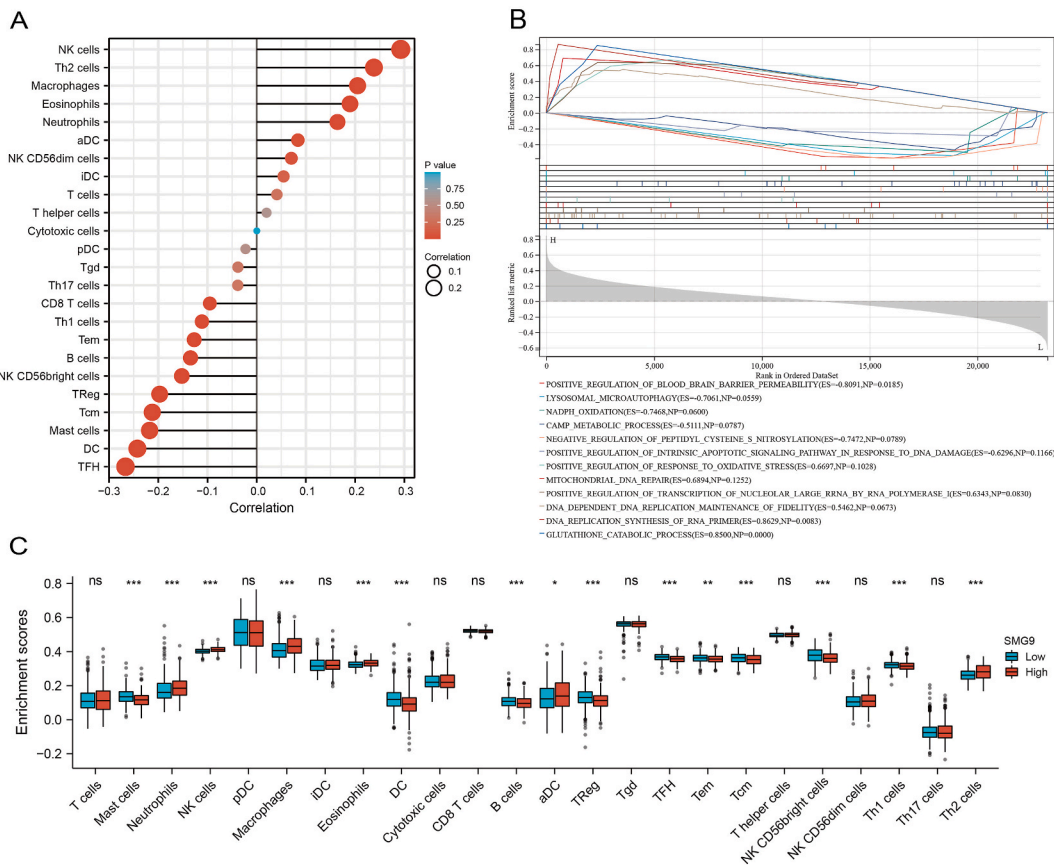 A
NK cells
Th2 cells
Macrophages
Eosinophils
Neutrophils
aDC
NK CD56dim cells
iDC
T cells
T helper cells
Cytotoxic cells
pDC
Tgd
Th17 cells
CD8 T cells
Th1 cells
Tem
B cells
NK CD56bright cells
TReg
Tcm
Mast cells
DC
TFH
−0.3 −0.2 −0.1 0.0 0.1 0.2 0.3
Correlation
P value
0.75
0.50
0.25
Correlation
0.1
0.2
B
Enrichment score
0.8
0.6
0.4
0.2
0.0
−0.2
−0.4
Ranked list metric
0.8
0.6
0.4
0.2
0.0
−0.2
−0.4
−0.6
H
L
5,000 10,000 15,000 20,000
Rank in Ordered DataSet
POSITIVE_REGULATION_OF_BLOOD_BRAIN_BARRIER_PERMEABILITY(ES=-0.8091,NP=0.0185)
LYSOSOMAL_MICROAUTOPHAGY(ES=-0.7061,NP=0.0559)
NADPH_OXIDATION(ES=-0.7468,NP=0.0600)
CAMP_METABOLIC_PROCESS(ES=-0.5111,NP=0.0787)
NEGATIVE_REGULATION_OF_PEPTIDYL_CYSTEINE_S_NITROSYLATION(ES=-0.7472,NP=0.0789)
POSITIVE_REGULATION_OF_INTRINSIC_APOPTOTIC_SIGNALING_PATHWAY_IN_RESPONSE_TO_DNA_DAMAGE(ES=-0.6296,NP=0.1166)
POSITIVE_REGULATION_OF_RESPONSE_TO_OXIDATIVE_STRESS(ES=0.6697,NP=0.1028)
MITOCHONDRIAL_DNA_REPAIR(ES=0.6894,NP=0.1252)
POSITIVE_REGULATION_OF_TRANSCRIPTION_OF_NUCLEOLAR_LARGE_RRNA_BY_RNA_POLYMERASE_I(ES=0.6343,NP=0.0830)
DNA_DEPENDENT_DNA_REPLICATION_MAINTENANCE_OF_FIDELITY(ES=0.5462,NP=0.0673)
DNA_REPLICATION_SYNTHESIS_OF_RNA_PRIMER(ES=0.8629,NP=0.0083)
GLUTATHIONE_CATABOLIC_PROCESS(ES=0.8500,NP=0.0000)
C
Enrichment scores
0.8
0.6
0.4
0.2
0.0
−0.2
ns *** *** *** ns *** ns *** *** ns ns *** * *** ns *** ** *** ns *** ns *** ns ***
SMG9
Low
High
T cells
Mast cells
Neutrophils
NK cells
pDC
Macrophages
iDC
Eosinophils
DC
Cytotoxic cells
CD8 T cells
B cells
aDC
TReg
Tgd
TFH
Tem
Tcm
T helper cells
NK CD56bright cells
NK CD56dim cells
Th1 cells
Th17 cells
Th2 cells